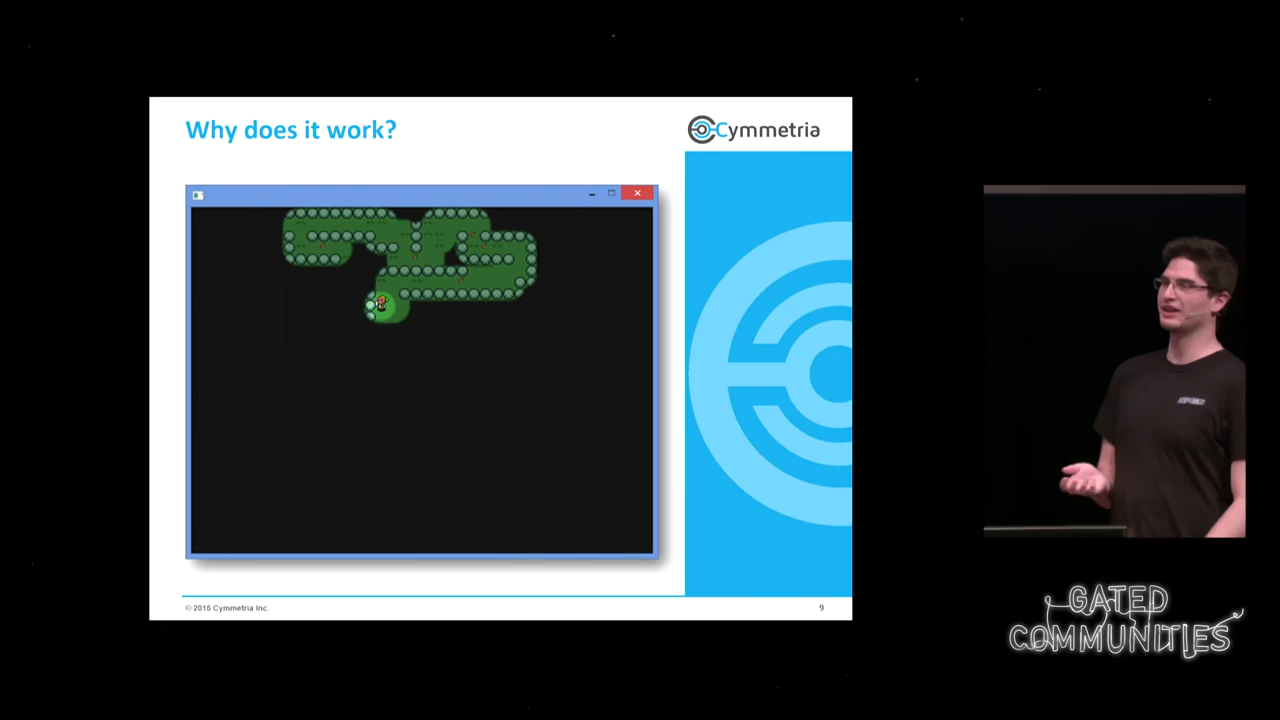 Why does it work?
Cymmetria
© 2015 Cymmetria Inc.
9
GATED
COMMUNITIES